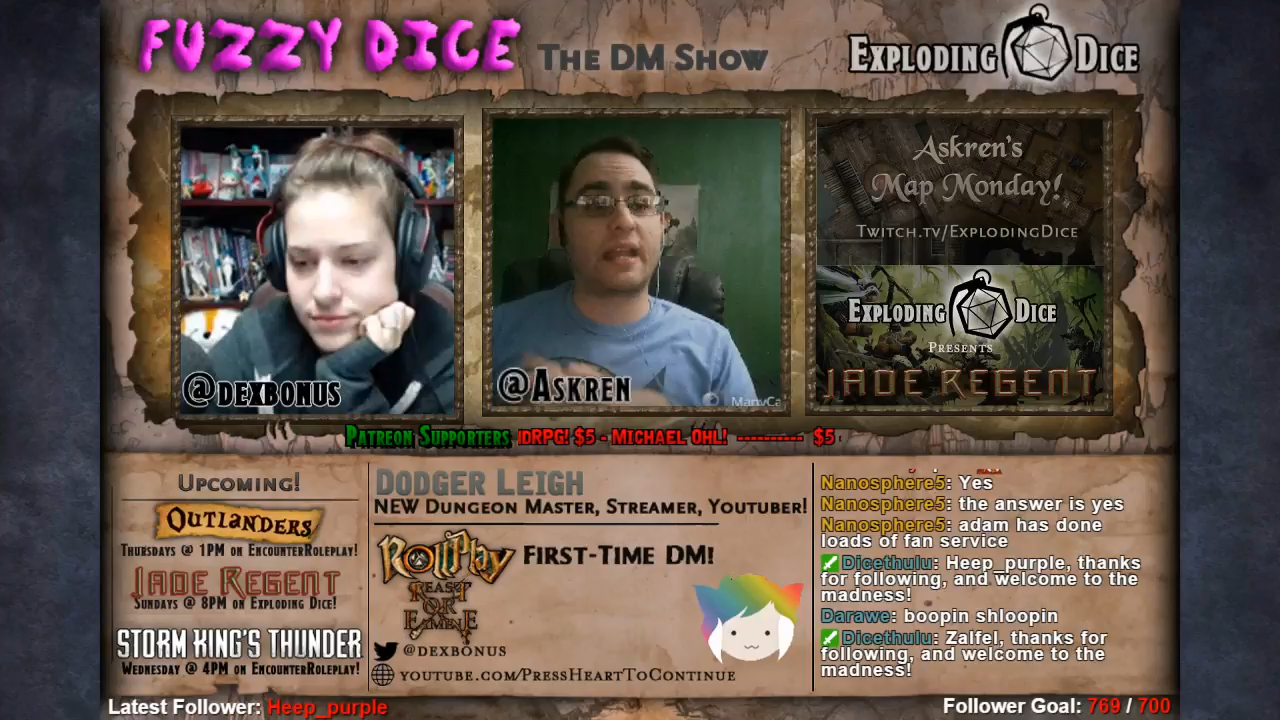 FUZZY DICE THE DM SHOW
EXPLODING DICE
@DEXBONUS
@ASKREN
ManyCa
ASKREN'S
MAP MONDAY!
TWITCH.TV/EXPLODINGDICE
EXPLODING DICE
PRESENTS
JADE REGENT
PATREON SUPPORTERS DRPG! $5 - MICHAEL OHL! ---------- $5
UPCOMING!
OUTLANDERS
THURSDAYS @ 1PM ON ENCOUNTERROLEPLAY!
JADE REGENT
SUNDAYS @ 8PM ON EXPLODING DICE!
STORM KING'S THUNDER
WEDNESDAY @ 4PM ON ENCOUNTERROLEPLAY!
DODGER LEIGH
NEW DUNGEON MASTER, STREAMER, YOUTUBER!
ROLLPLAY FIRST-TIME DM!
FEAST
OR
FAMINE
@DEXBONUS
YOUTUBE.COM/PRESSHEARTTOCONTINUE
Nanosphere5: Yes
Nanosphere5: the answer is yes
Nanosphere5: adam has done
loads of fan service
Dicethulu: Heep_purple, thanks
for following, and welcome to the
madness!
Darawe: boopin shloopin
Dicethulu: Zalfel, thanks for
following, and welcome to the
madness!
Latest Follower: Heep_purple
Follower Goal: 769 / 700